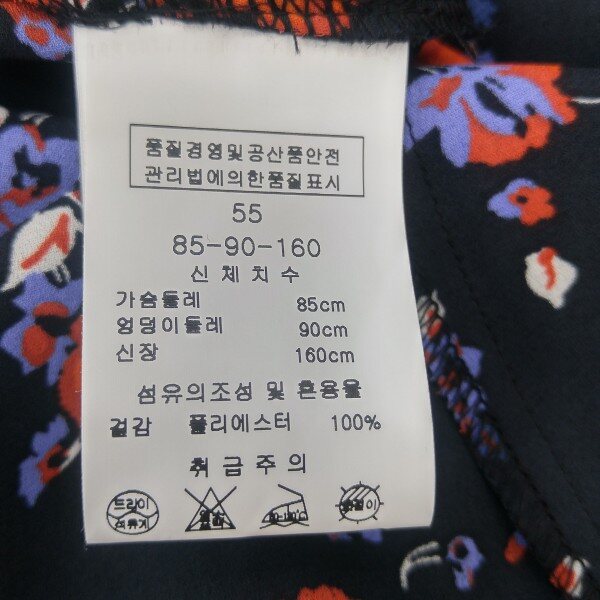 품질경영및공산품안전
관리법에의한품질표시
55
85-90-160
신체치수
가슴둘레 85cm
엉덩이둘레 90cm
신장 160cm
섬유의조성 및 혼용율
겉감 폴리에스터 100%
취급주의
드라이
석유계